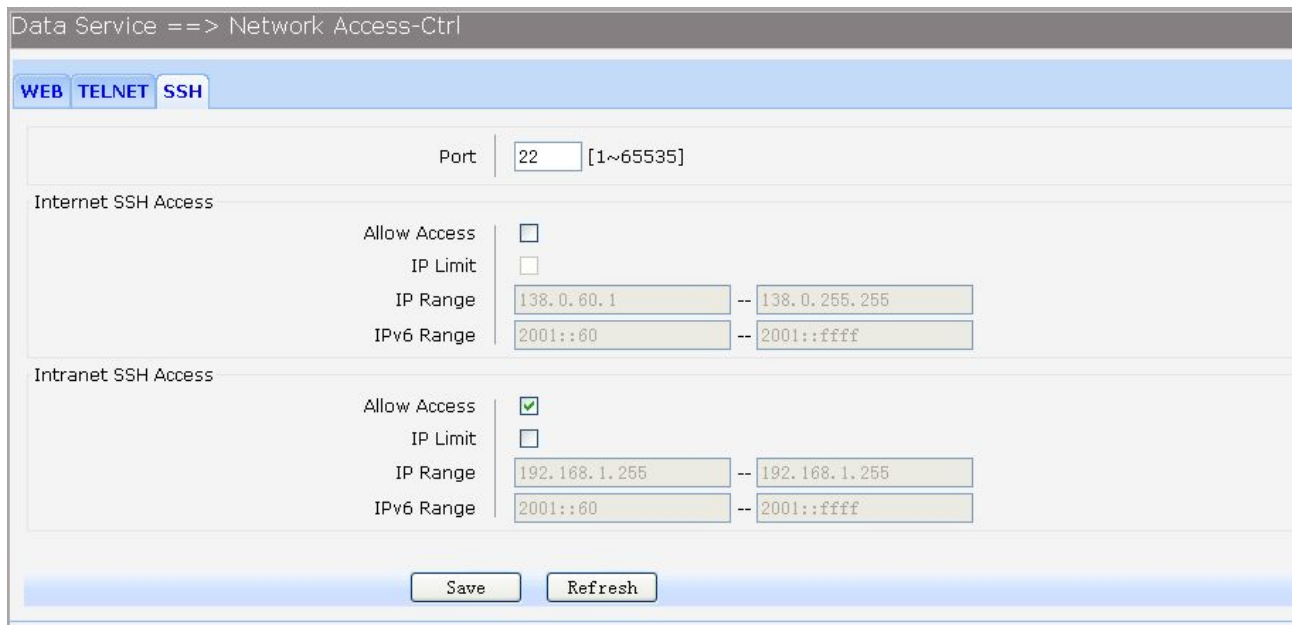 Data Service ==> Network Access-Ctrl
WEB TELNET SSH
Port 22 [1~65535]
Internet SSH Access
Allow Access
IP Limit
IP Range 138.0.60.1 -- 138.0.255.255
IPv6 Range 2001::60 -- 2001::ffff
Intranet SSH Access
Allow Access
IP Limit
IP Range 192.168.1.255 -- 192.168.1.255
IPv6 Range 2001::60 -- 2001::ffff
Save Refresh